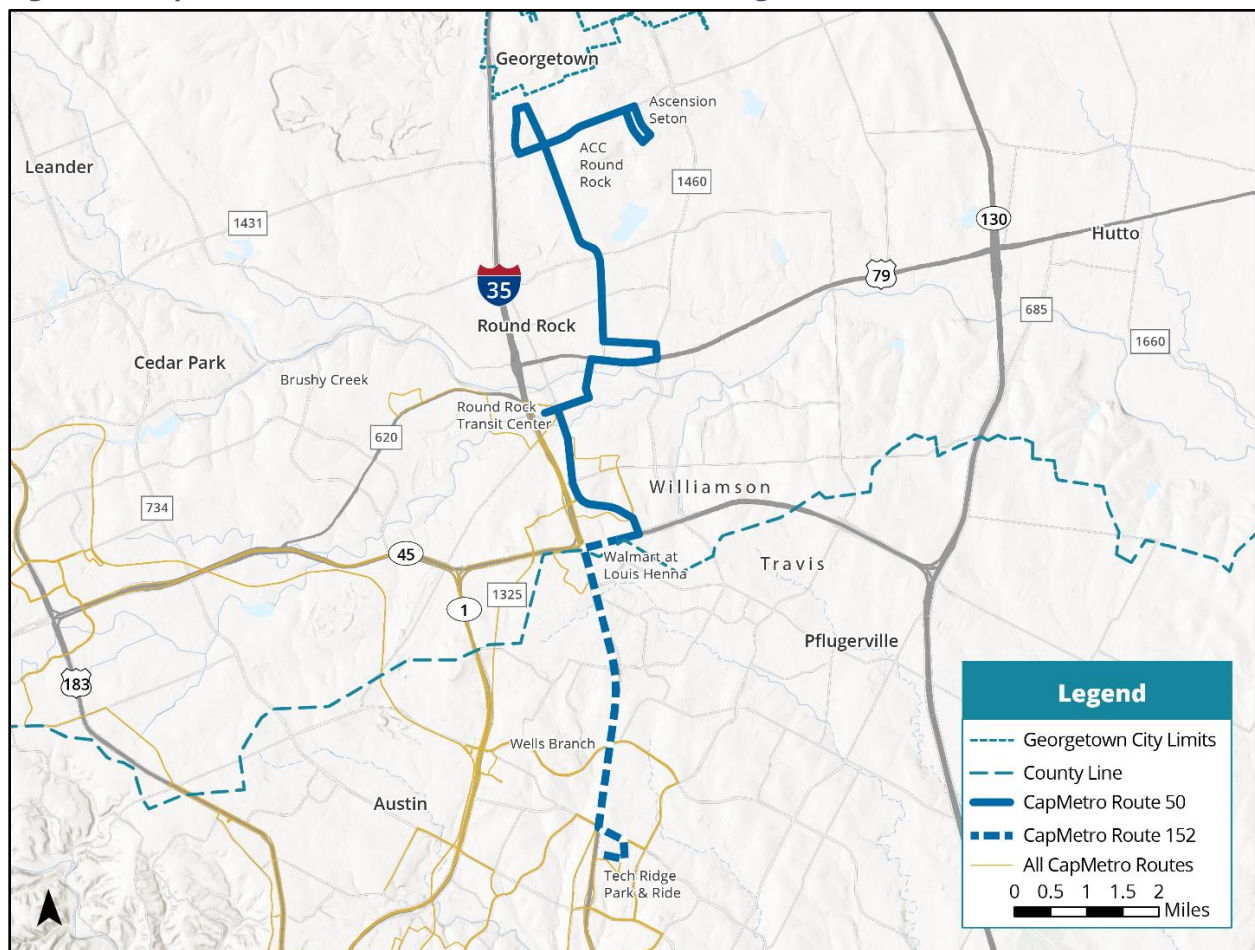 Georgetown
Ascension
Seton
ACC
Round
Rock
Leander
1460
1431
130
Hutto
79
35
Round Rock
685
1660
Cedar Park
Brushy Creek
Round Rock
Transit Center
620
Williamson
734
45
Walmart at
Louis Henna
Travis
1325
1
Pflugerville
183
Wells Branch
Austin
Tech Ridge
Park & Ride
Legend
Georgetown City Limits
County Line
CapMetro Route 50
CapMetro Route 152
All CapMetro Routes
0 0.5 1 1.5 2
Miles